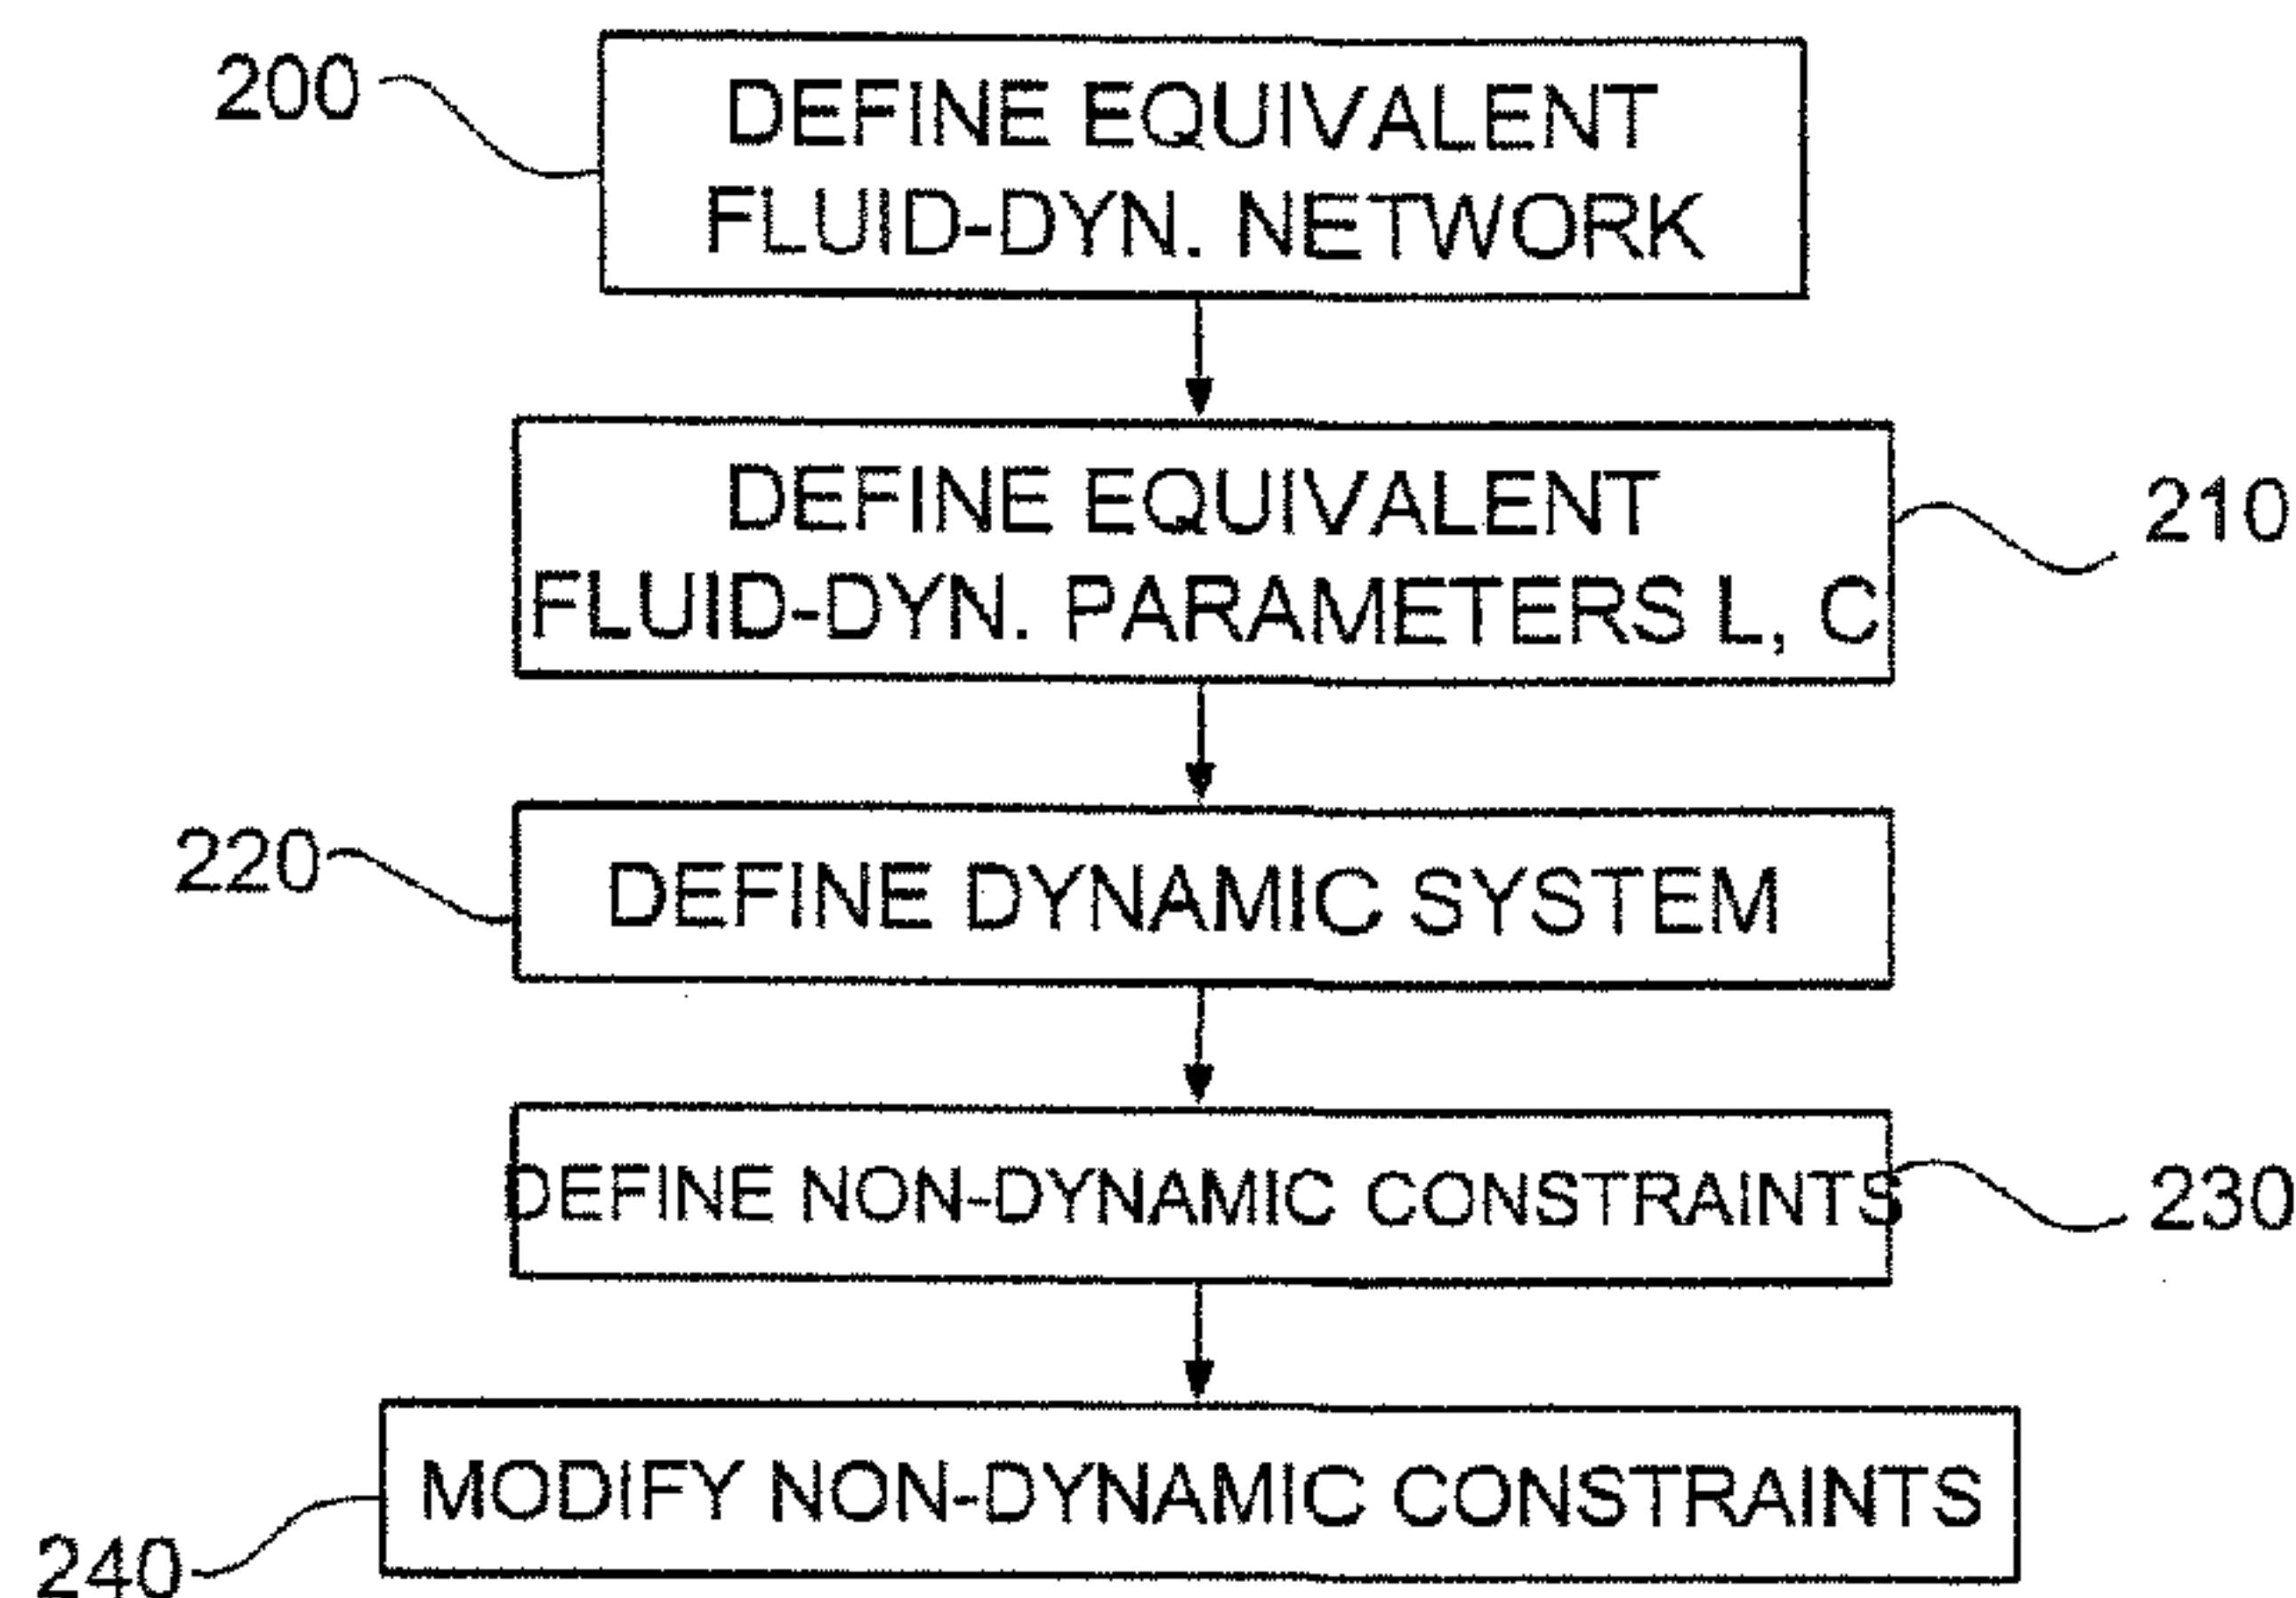 200
DEFINE EQUIVALENT
FLUID-DYN. NETWORK
DEFINE EQUIVALENT
FLUID-DYN. PARAMETERS L, C
210
220
DEFINE DYNAMIC SYSTEM
DEFINE NON-DYNAMIC CONSTRAINTS
230
MODIFY NON-DYNAMIC CONSTRAINTS
240